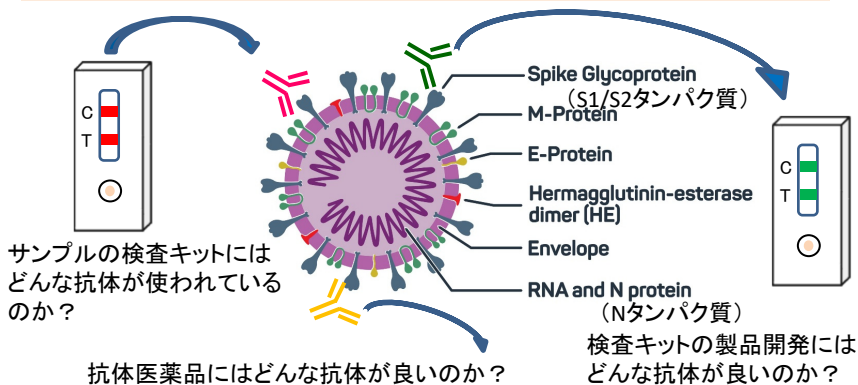 C
T
サンプルの検査キットには
どんな抗体が使われている
のか？
Spike Glycoprotein
（S1/S2タンパク質）
M-Protein
E-Protein
Hermagglutinin-esterase
dimer (HE)
Envelope
RNA and N protein
（Nタンパク質）
C
T
検査キットの製品開発には
どんな抗体が良いのか？
抗体医薬品にはどんな抗体が良いのか？